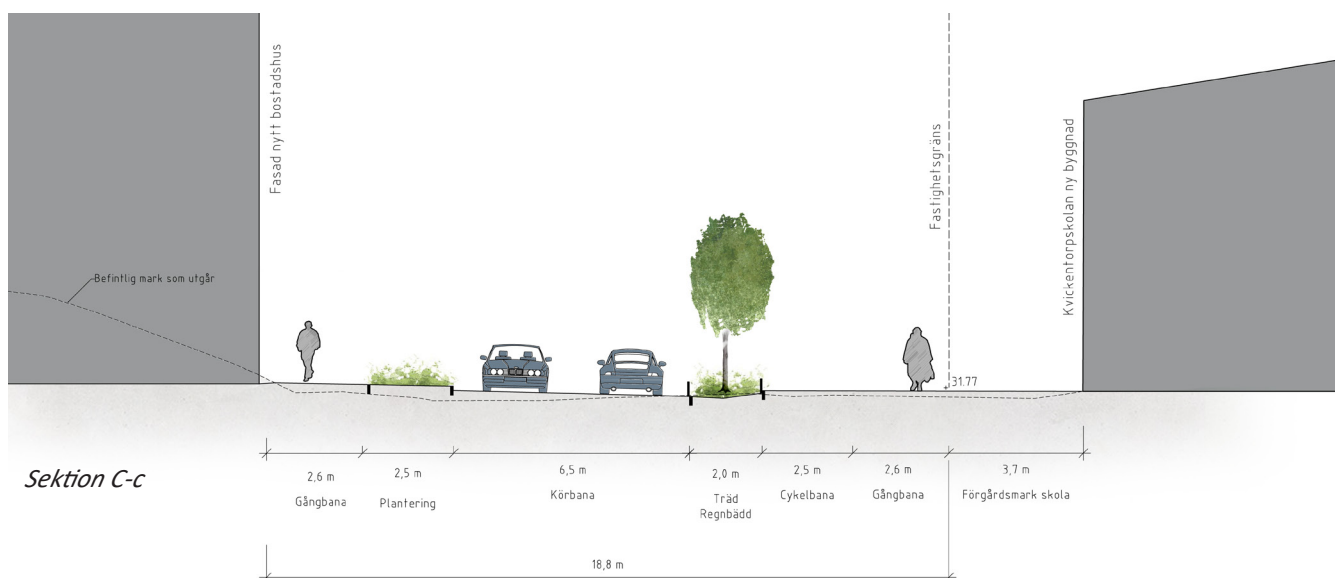 Fasad nytt bostadshus
Fastighetsgräns
Kvickentorpskolan ny byggnad
Befintlig mark som utgår
31.77
Sektion C-c
2,6 m
Gångbana
2,5 m
Plantering
6,5 m
Körbana
2,0 m
Träd
Regnbädd
2,5 m
Cykelbana
2,6 m
Gångbana
3,7 m
Förgårdsmark skola
18,8 m